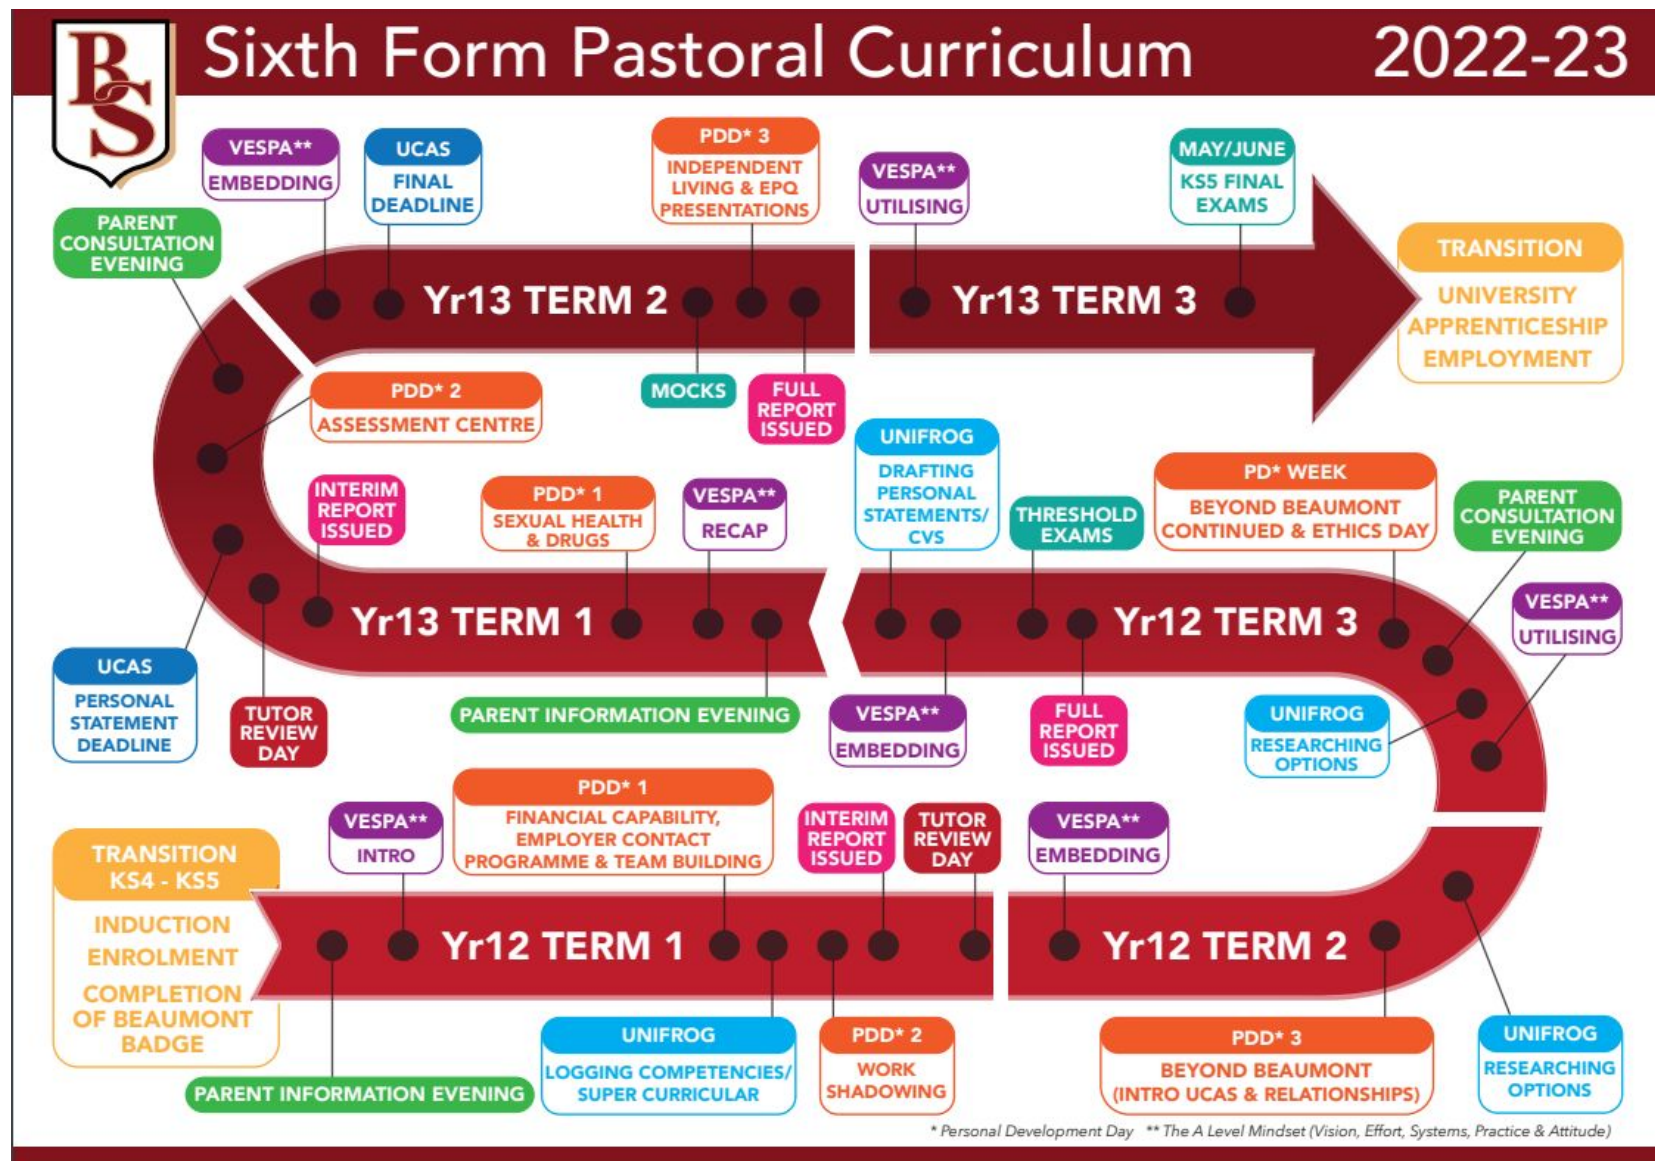 BS
Sixth Form Pastoral Curriculum
2022-23
VESPA**
EMBEDDING
UCAS
FINAL
DEADLINE
PDD* 3
INDEPENDENT
LIVING & EPQ
PRESENTATIONS
VESPA**
UTILISING
MAY/JUNE
KS5 FINAL
EXAMS
PARENT
CONSULTATION
EVENING
Yr13 TERM 2
Yr13 TERM 3
TRANSITION
UNIVERSITY
APPRENTICESHIP
EMPLOYMENT
PDD* 2
ASSESSMENT CENTRE
MOCKS
FULL
REPORT
ISSUED
INTERIM
REPORT
ISSUED
PDD* 1
SEXUAL HEALTH
& DRUGS
VESPA**
RECAP
UNIFROG
DRAFTING
PERSONAL
STATEMENTS/
CVS
THRESHOLD
EXAMS
PD* WEEK
BEYOND BEAUMONT
CONTINUED & ETHICS DAY
PARENT
CONSULTATION
EVENING
VESPA**
UTILISING
Yr13 TERM 1
Yr12 TERM 3
UCAS
PERSONAL
STATEMENT
DEADLINE
TUTOR
REVIEW
DAY
PARENT INFORMATION EVENING
VESPA**
EMBEDDING
FULL
REPORT
ISSUED
UNIFROG
RESEARCHING
OPTIONS
TRANSITION
KS4 - KS5
INDUCTION
ENROLMENT
COMPLETION
OF BEAUMONT
BADGE
VESPA**
INTRO
PDD* 1
FINANCIAL CAPABILITY,
EMPLOYER CONTACT
PROGRAMME & TEAM BUILDING
INTERIM
REPORT
ISSUED
TUTOR
REVIEW
DAY
VESPA**
EMBEDDING
Yr12 TERM 1
Yr12 TERM 2
PARENT INFORMATION EVENING
UNIFROG
LOGGING COMPETENCIES/
SUPER CURRICULAR
PDD* 2
WORK
SHADOWING
PDD* 3
BEYOND BEAUMONT
(INTRO UCAS & RELATIONSHIPS)
UNIFROG
RESEARCHING
OPTIONS
* Personal Development Day ** The A Level Mindset (Vision, Effort, Systems, Practice & Attitude)